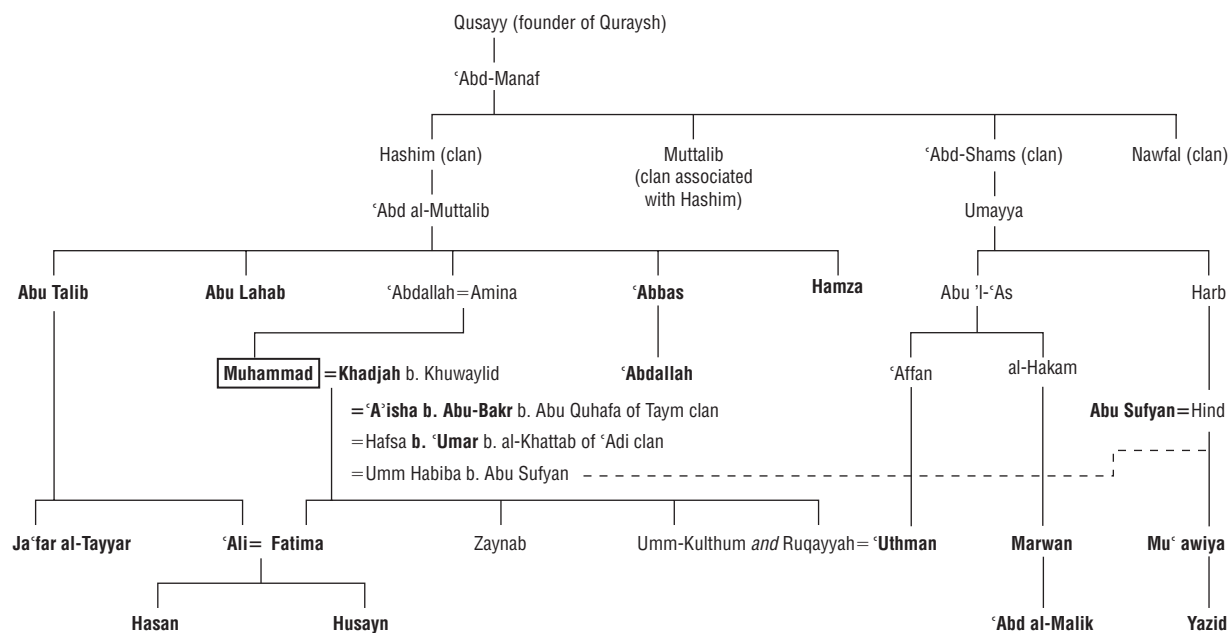 Qusayy (founder of Quraysh)
ʿAbd-Manaf
Hashim (clan)
Muttalib
(clan associated
with Hashim)
ʿAbd-Shams (clan)
Nawfal (clan)
ʿAbd al-Muttalib
Umayya
Abu Talib
Abu Lahab
ʿAbdallah=Amina
ʿAbbas
Hamza
Abu 'l-ʿAs
Harb
Muhammad =Khadjah b. Khuwaylid
ʿAbdallah
ʿAffan
al-Hakam
=ʿAʾisha b. Abu-Bakr b. Abu Quhafa of Taym clan
Abu Sufyan=Hind
=Hafsa b. ʿUmar b. al-Khattab of ʿAdi clan
=Umm Habiba b. Abu Sufyan
Jaʿfar al-Tayyar
ʿAli= Fatima
Zaynab
Umm-Kulthum and Ruqayyah= ʿUthman
Marwan
Muʿ awiya
Hasan
Husayn
ʿAbd al-Malik
Yazid